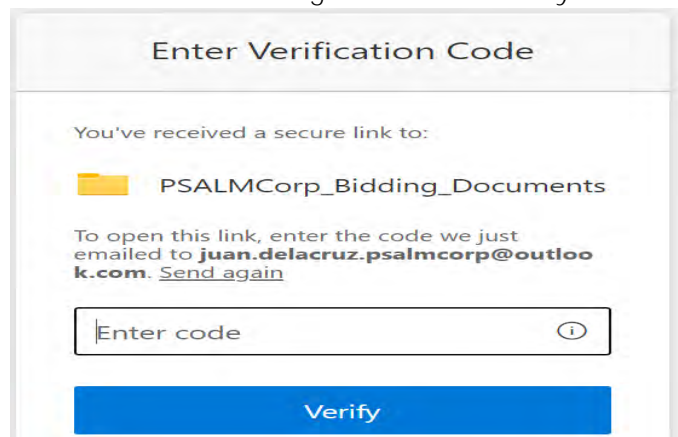 Enter Verification Code
You've received a secure link to:
PSALMCorp_Bidding_Documents
To open this link, enter the code we just
emailed to juan.delacruz.psalmcorp@outloo
k.com. Send again
Enter code
Verify